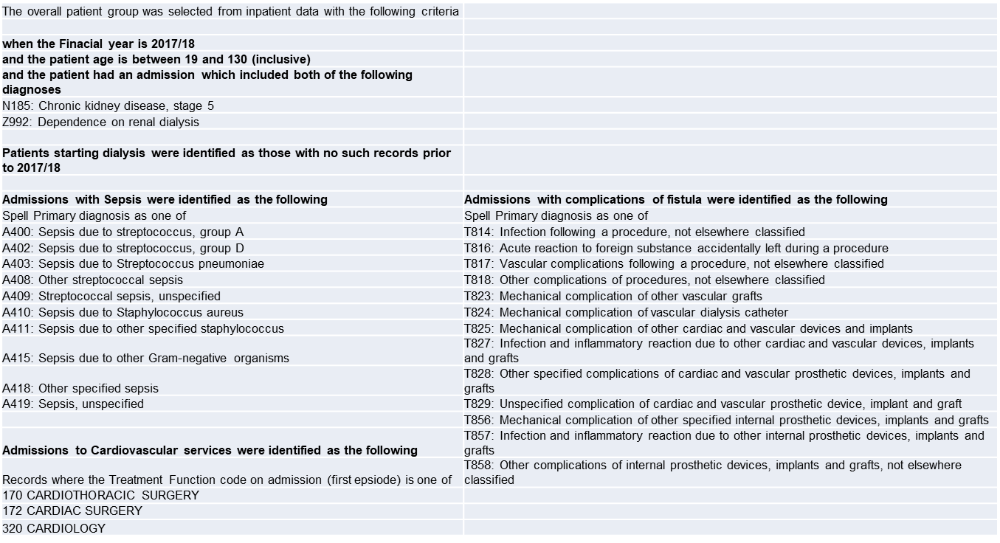 The overall patient group was selected from inpatient data with the following criteria
when the Finacial year is 2017/18
and the patient age is between 19 and 130 (inclusive)
and the patient had an admission which included both of the following
diagnoses
N185: Chronic kidney disease, stage 5
Z992: Dependence on renal dialysis
Patients starting dialysis were identified as those with no such records prior
to 2017/18
Admissions with Sepsis were identified as the following
Spell Primary diagnosis as one of
A400: Sepsis due to streptococcus, group A
A402: Sepsis due to streptococcus, group D
A403: Sepsis due to Streptococcus pneumoniae
A408: Other streptococcal sepsis
A409: Streptococcal sepsis, unspecified
A410: Sepsis due to Staphylococcus aureus
A411: Sepsis due to other specified staphylococcus
A415: Sepsis due to other Gram-negative organisms
A418: Other specified sepsis
A419: Sepsis, unspecified
Admissions to Cardiovascular services were identified as the following
Records where the Treatment Function code on admission (first epsiode) is one of
170 CARDIOTHORACIC SURGERY
172 CARDIAC SURGERY
320 CARDIOLOGY
Admissions with complications of fistula were identified as the following
Spell Primary diagnosis as one of
T814: Infection following a procedure, not elsewhere classified
T816: Acute reaction to foreign substance accidentally left during a procedure
T817: Vascular complications following a procedure, not elsewhere classified
T818: Other complications of procedures, not elsewhere classified
T823: Mechanical complication of other vascular grafts
T824: Mechanical complication of vascular dialysis catheter
T825: Mechanical complication of other cardiac and vascular devices and implants
T827: Infection and inflammatory reaction due to other cardiac and vascular devices, implants
and grafts
T828: Other specified complications of cardiac and vascular prosthetic devices, implants and
grafts
T829: Unspecified complication of cardiac and vascular prosthetic device, implant and graft
T856: Mechanical complication of other specified internal prosthetic devices, implants and grafts
T857: Infection and inflammatory reaction due to other internal prosthetic devices, implants and
grafts
T858: Other complications of internal prosthetic devices, implants and grafts, not elsewhere
classified